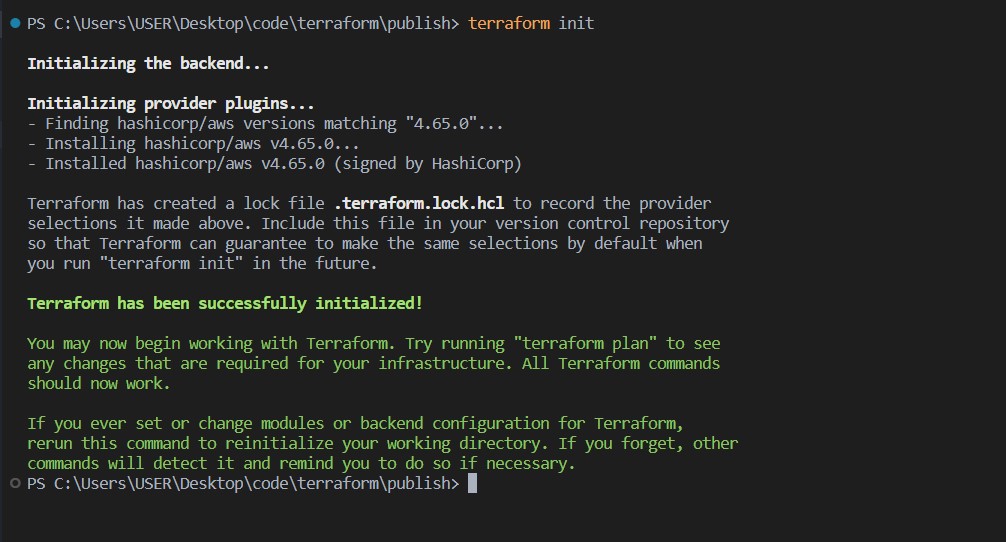 PS C:\Users\USER\Desktop\code\terraform\publish> terraform init
Initializing the backend...
Initializing provider plugins...
- Finding hashicorp/aws versions matching "4.65.0"...
- Installing hashicorp/aws v4.65.0...
- Installed hashicorp/aws v4.65.0 (signed by HashiCorp)
Terraform has created a lock file .terraform.lock.hcl to record the provider
selections it made above. Include this file in your version control repository
so that Terraform can guarantee to make the same selections by default when
you run "terraform init" in the future.
Terraform has been successfully initialized!
You may now begin working with Terraform. Try running "terraform plan" to see
any changes that are required for your infrastructure. All Terraform commands
should now work.
If you ever set or change modules or backend configuration for Terraform,
rerun this command to reinitialize your working directory. If you forget, other
commands will detect it and remind you to do so if necessary.
PS C:\Users\USER\Desktop\code\terraform\publish>